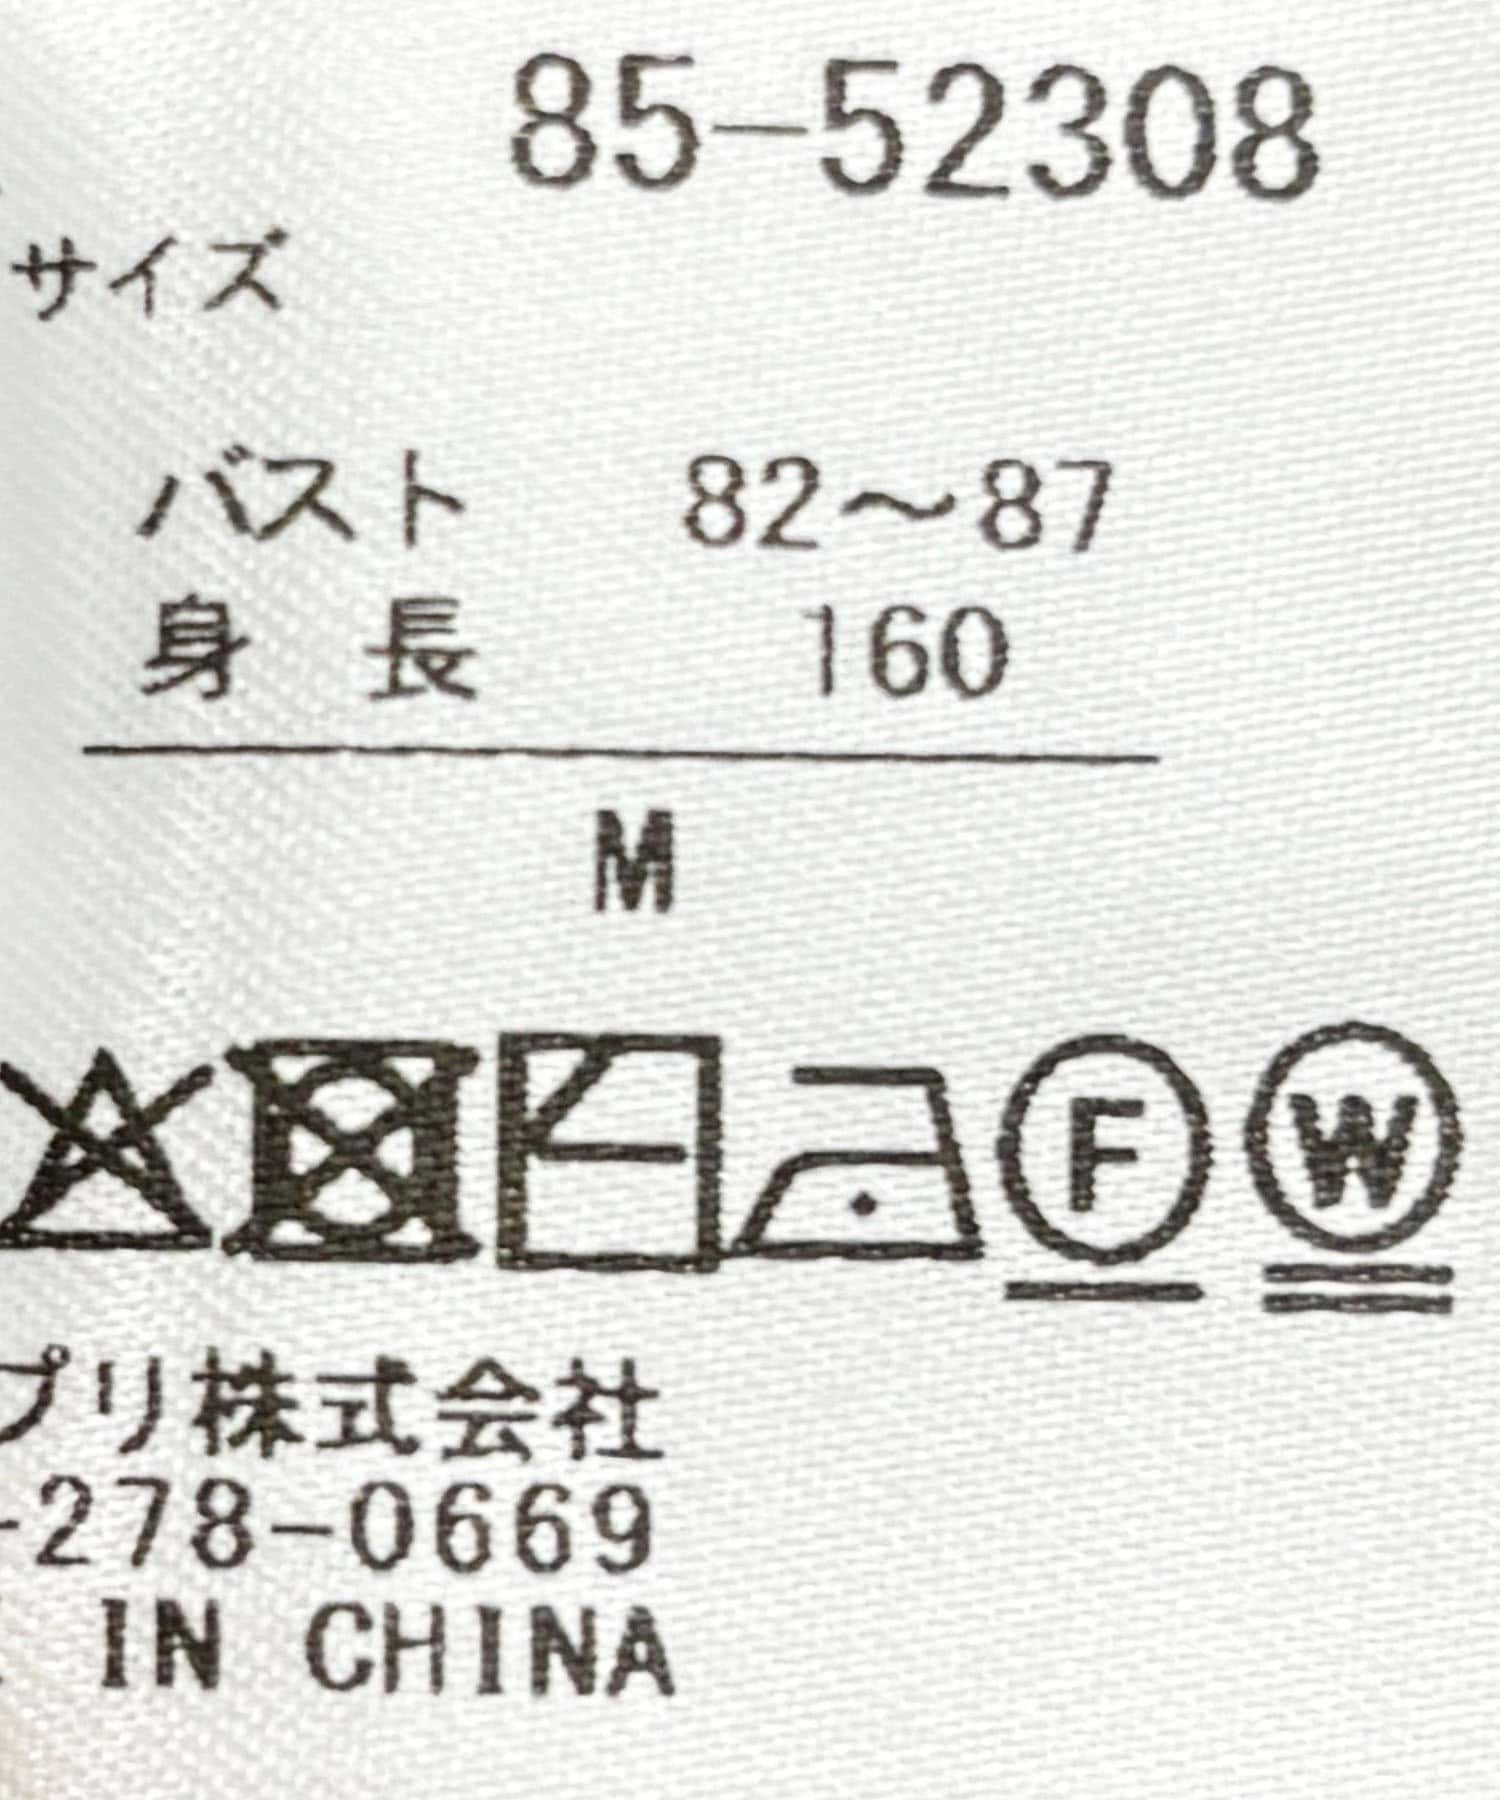 85-52308
サイズ
バスト 82～87
身 長 160
M
F W
プリ株式会社
-278-0669
IN CHINA